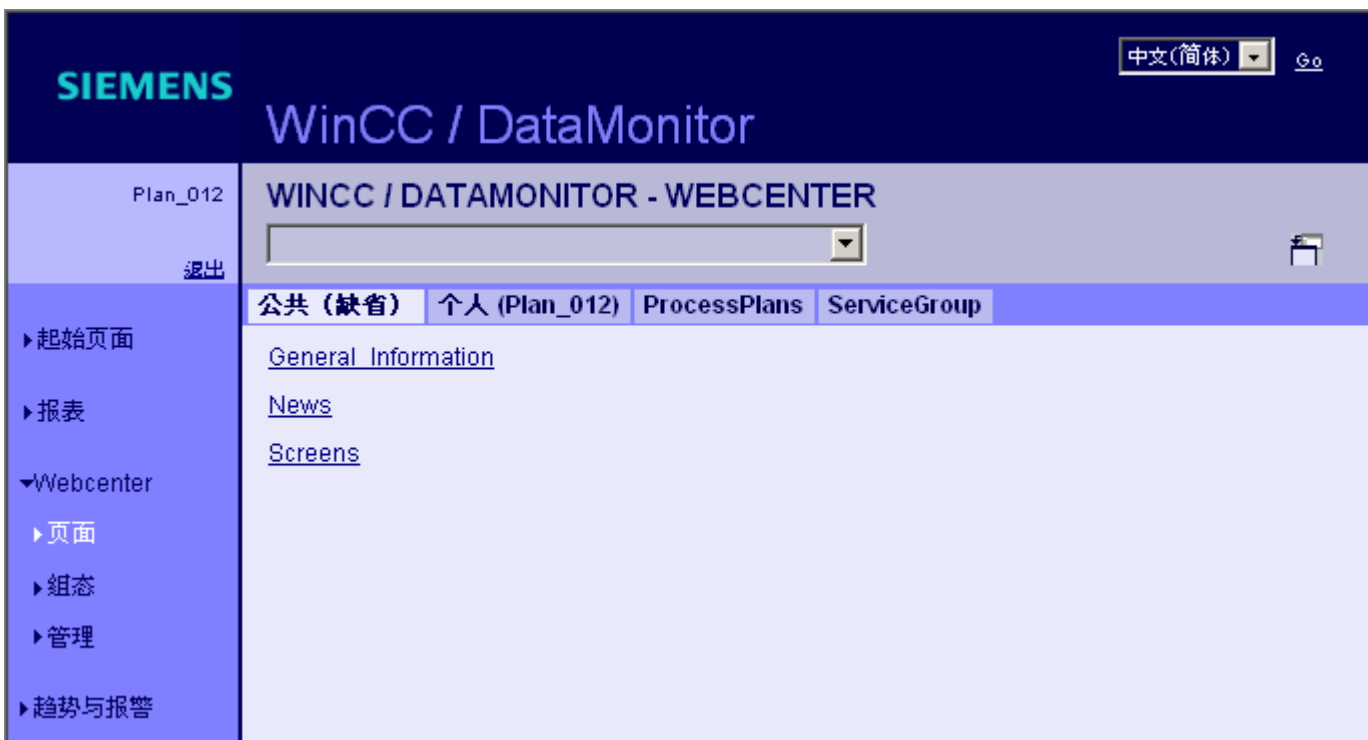 中文(简体) Go
SIEMENS
WinCC / DataMonitor
Plan_012
退出
WINCC / DATAMONITOR - WEBCENTER
公共（缺省） 个人 (Plan_012) ProcessPlans ServiceGroup
起始页面
报表
Webcenter
页面
组态
管理
趋势与报警
General_Information
News
Screens